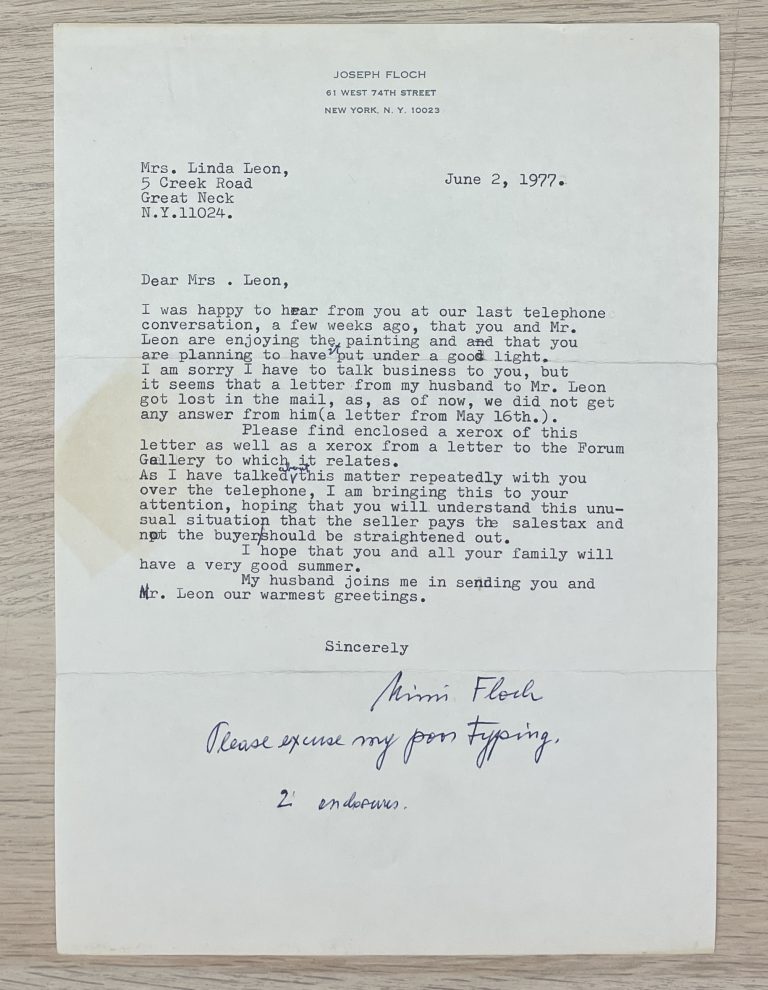 JOSEPH FLOCH
61 WEST 74TH STREET
NEW YORK, N. Y. 10023
Mrs. Linda Leon,
5 Creek Road
Great Neck
N.Y.11024.
June 2, 1977.
Dear Mrs . Leon,
I was happy to hear from you at our last telephone
conversation, a few weeks ago, that you and Mr.
Leon are enjoying the painting and and that you
are planning to have it put under a good light.
I am sorry I have to talk business to you, but
it seems that a letter from my husband to Mr. Leon
got lost in the mail, as, as of now, we did not get
any answer from him(a letter from May 16th.).
Please find enclosed a xerox of this
letter as well as a xerox from a letter to the Forum
Gallery to which it relates.
As I have talked about this matter repeatedly with you
over the telephone, I am bringing this to your
attention, hoping that you will understand this unu-
sual situation that the seller pays the salestax and
not the buyer/should be straightened out.
I hope that you and all your family will
have a very good summer.
My husband joins me in sending you and
Mr. Leon our warmest greetings.
Sincerely
Mimi Floch
Please excuse my poor typing.
2 enclosures.